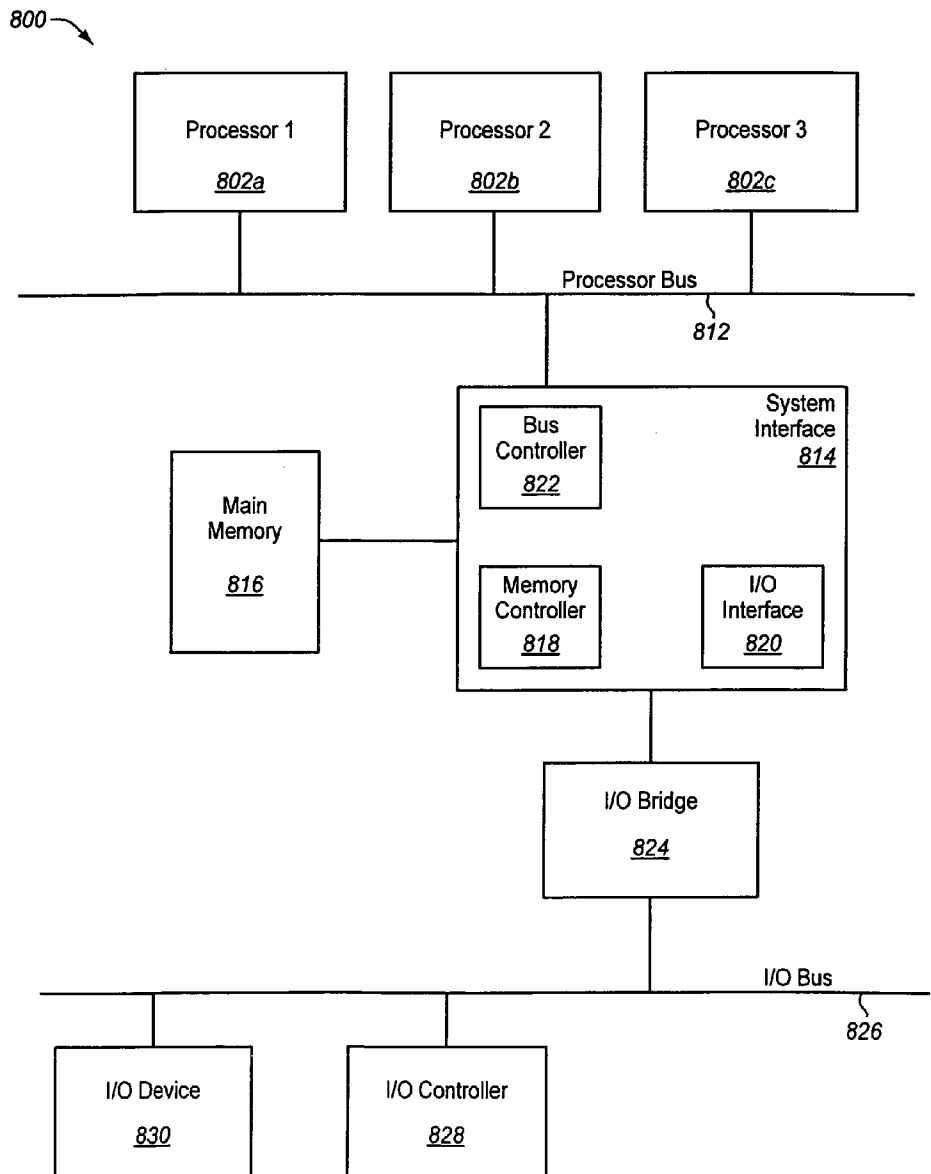 800
Processor 1
802a
Processor 2
802b
Processor 3
802c
Processor Bus
812
System
Interface
814
Bus
Controller
822
Main
Memory
816
Memory
Controller
818
I/O
Interface
820
I/O Bridge
824
I/O Bus
826
I/O Device
830
I/O Controller
828